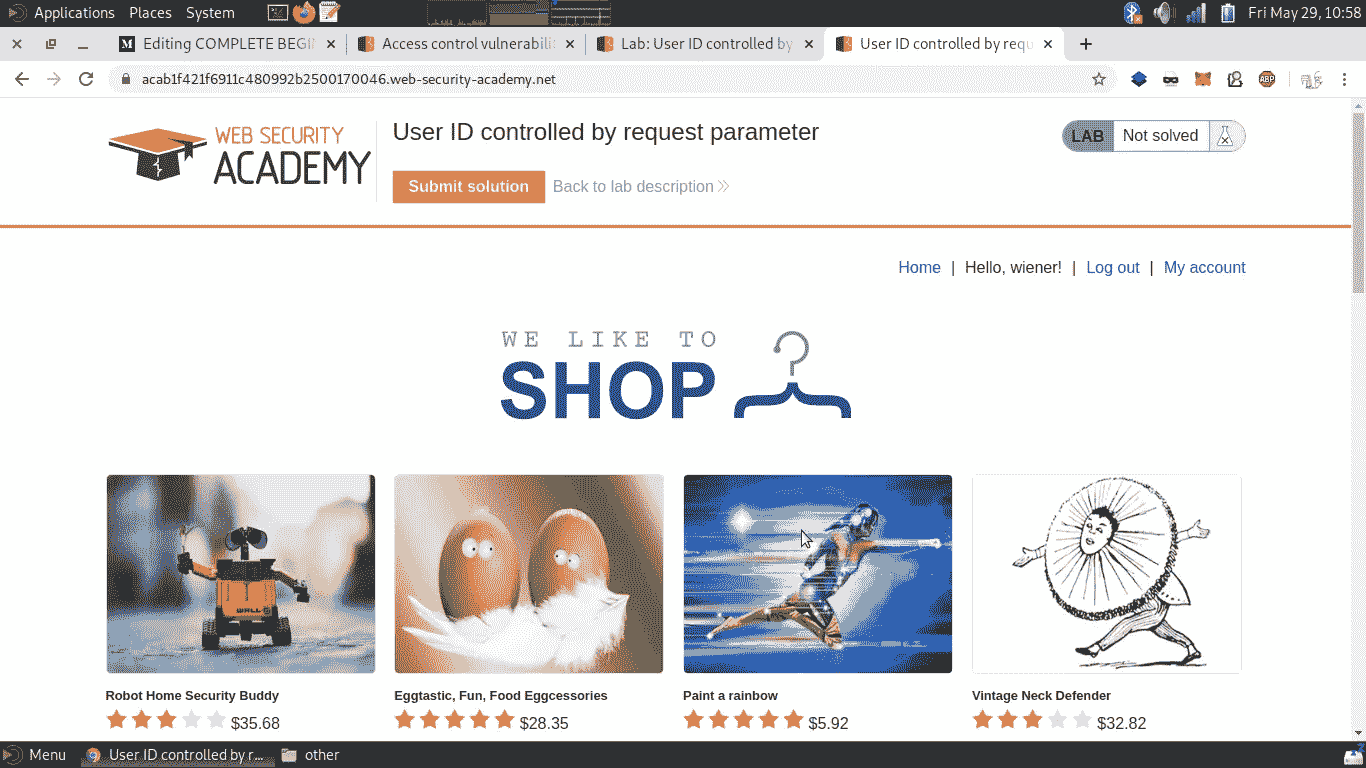 Applications Places System
Fri May 29, 10:58
Editing COMPLETE BEGI
Access control vulnerabili
Lab: User ID controlled by
User ID controlled by requ
acab1f421f6911c480992b2500170046.web-security-academy.net
ABP
WEB SECURITY
ACADEMY
User ID controlled by request parameter
LAB Not solved
Submit solution Back to lab description
Home | Hello, wiener! | Log out | My account
WE LIKE TO
SHOP
WALL
Robot Home Security Buddy
$35.68
Eggtastic, Fun, Food Eggcessories
$28.35
Paint a rainbow
$5.92
Vintage Neck Defender
$32.82
Menu User ID controlled by r... other